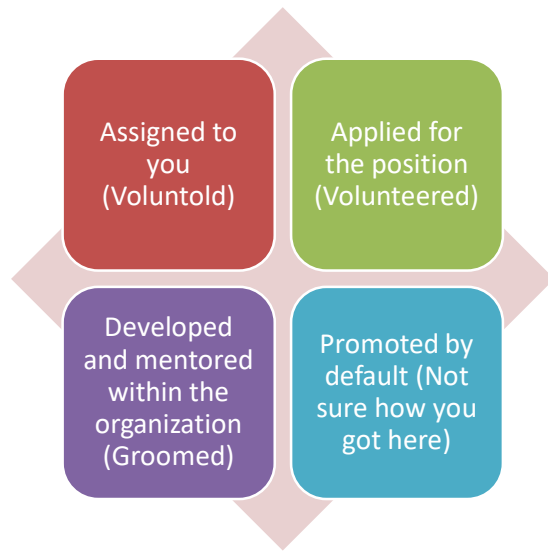 Assigned to
you
(Voluntold)
Applied for
the position
(Volunteered)
Developed
and mentored
within the
organization
(Groomed)
Promoted by
default (Not
sure how you
got here)